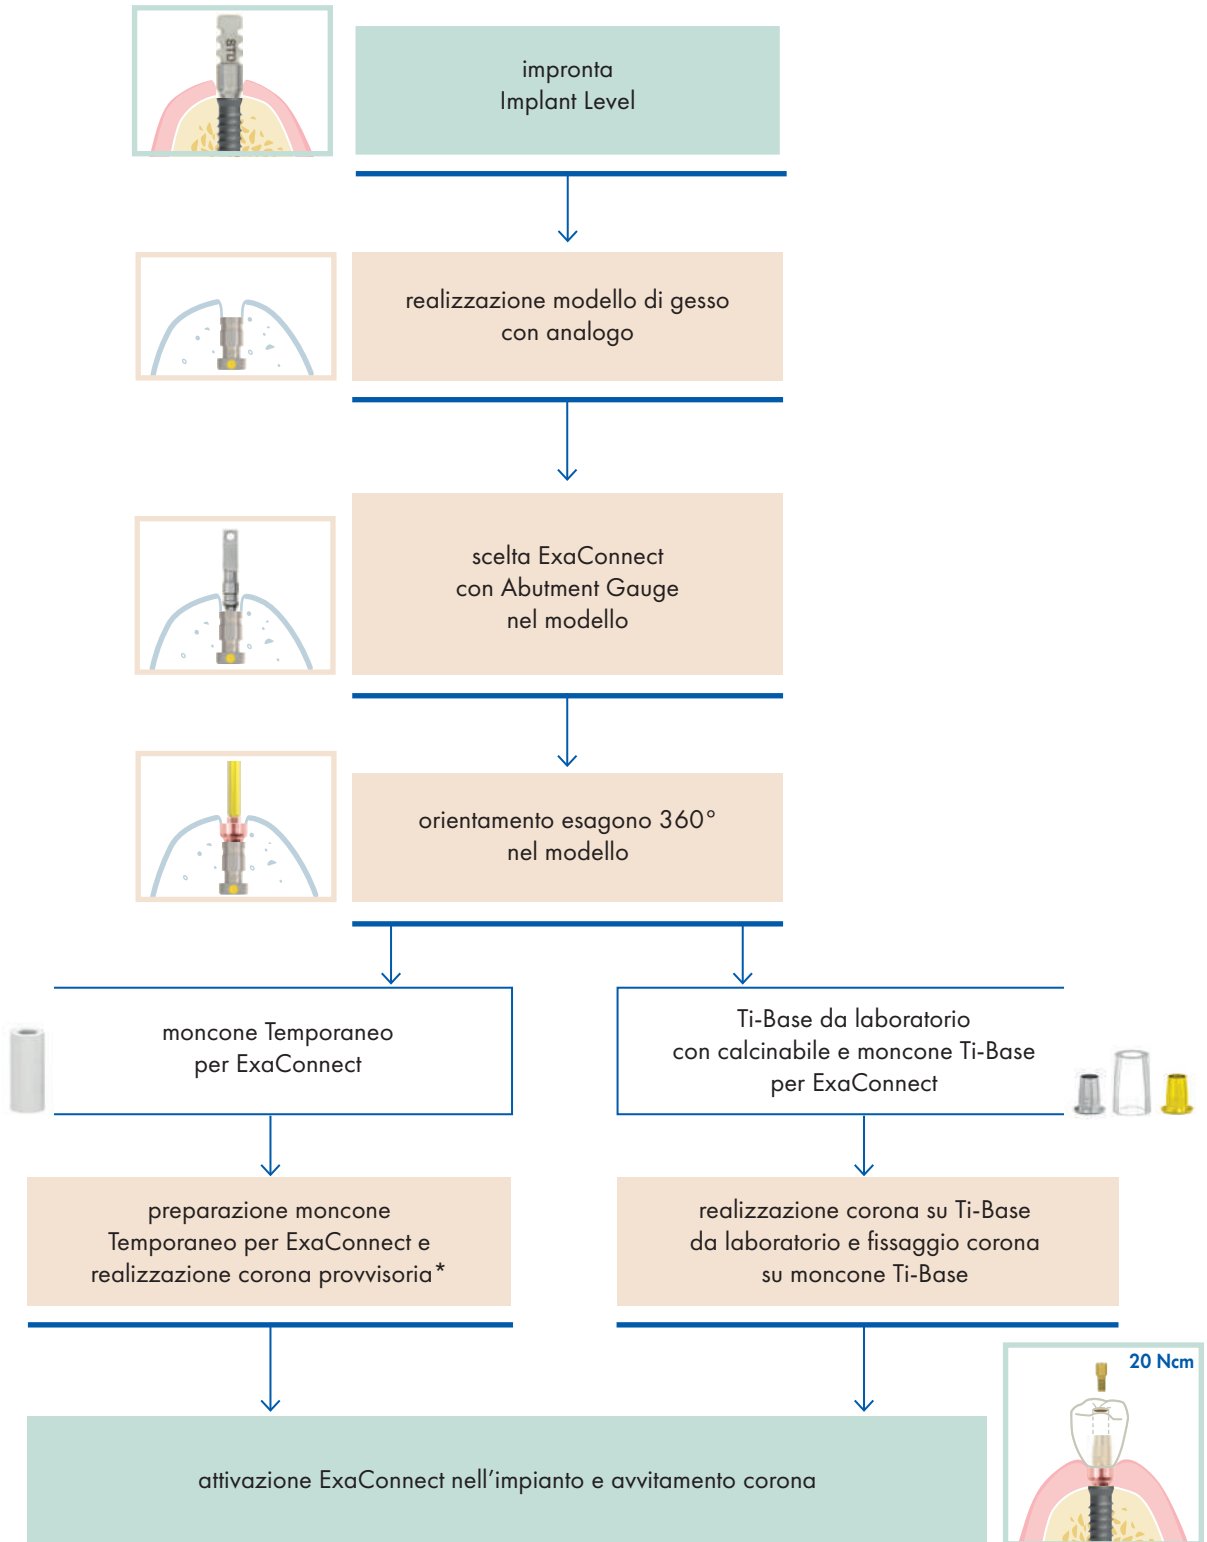 STD
impronta
Implant Level
realizzazione modello di gesso
con analogo
scelta ExaConnect
con Abutment Gauge
nel modello
orientamento esagono 360°
nel modello
moncone Temporaneo
per ExaConnect
Ti-Base da laboratorio
con calcinabile e moncone Ti-Base
per ExaConnect
preparazione moncone
Temporaneo per ExaConnect e
realizzazione corona provvisoria*
realizzazione corona su Ti-Base
da laboratorio e fissaggio corona
su moncone Ti-Base
20 Ncm
attivazione ExaConnect nell’impianto e avvitamento corona